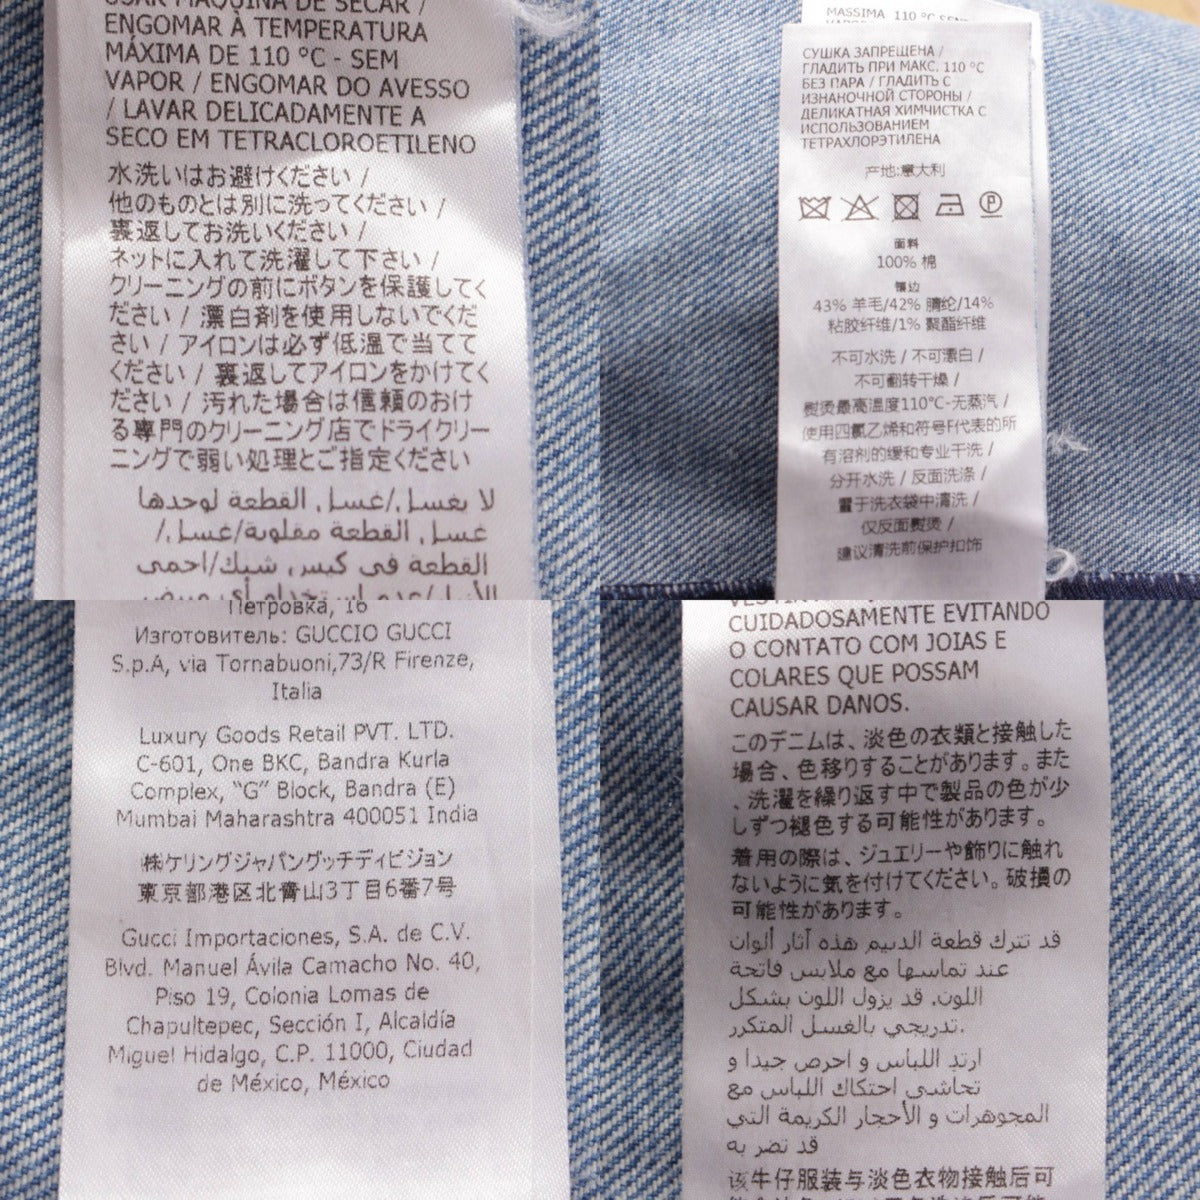 USAR MÁQUINA DE SECAR /
ENGOMAR À TEMPERATURA
MÁXIMA DE 110 °C - SEM
VAPOR / ENGOMAR DO AVESSO
/ LAVAR DELICADAMENTE A
SECO EM TETRACLOROETILENO
水洗いはお避けください /
他のものとは別に洗ってください /
裏返してお洗いください /
ネットに入れて洗濯して下さい /
クリーニングの前にボタンを保護してく
ださい / 漂白剤を使用しないでくだ
さい / アイロンは必ず低温で当てて
ください / 裏返してアイロンをかけてく
ださい / 汚れた場合は信頼のおけ
る専門のクリーニング店でドライクリー
ニングで弱い処理とご指定ください
لا يغسل/غسل القطعة لوحدها
غسل القطعة مقلوبة/غسل/
القطعة في كيس شبك/احمي
MASSIMA 110 °C
СУШКА ЗАПРЕЩЕНА /
ГЛАДИТЬ ПРИ МАКС. 110 °C
БЕЗ ПАРА / ГЛАДИТЬ С
ИЗНАНОЧНОЙ СТОРОНЫ /
ДЕЛИКАТНАЯ ХИМЧИСТКА С
ИСПОЛЬЗОВАНИЕМ
ТЕТРАХЛОРЭТИЛЕНА
产地:意大利
P
面料
100% 棉
镶边
43% 羊毛/42% 腈纶/14%
粘胶纤维/1% 聚酯纤维
不可水洗 / 不可漂白 /
不可翻转干燥 /
熨烫最高温度110°C-无蒸汽 /
使用四氯乙烯和符号F代表的所
有溶剂的缓和专业干洗 /
分开水洗 / 反面洗涤 /
置于洗衣袋中清洗 /
仅反面熨烫 /
建议清洗前保护扣饰
Петровка, 16
Изготовитель: GUCCIO GUCCI
S.p.A, via Tornabuoni,73/R Firenze,
Italia
Luxury Goods Retail PVT. LTD.
C-601, One BKC, Bandra Kurla
Complex, “G” Block, Bandra (E)
Mumbai Maharashtra 400051 India
㈱ケリングジャパングッチディビジョン
東京都港区北青山3丁目6番7号
Gucci Importaciones, S.A. de C.V.
Blvd. Manuel Ávila Camacho No. 40,
Piso 19, Colonia Lomas de
Chapultepec, Sección I, Alcaldía
Miguel Hidalgo, C.P. 11000, Ciudad
de México, México
CUIDADOSAMENTE EVITANDO
O CONTATO COM JOIAS E
COLARES QUE POSSAM
CAUSAR DANOS.
このデニムは、淡色の衣類と接触した
場合、色移りすることがあります。また
、洗濯を繰り返す中で製品の色が少
しずつ褪色する可能性があります。
着用の際は、ジュエリーや飾りに触れ
ないように気を付けてください。破損の
可能性があります。
قد تترك قطعة الدنيم هذه آثار ألوان
عند تماسها مع ملابس فاتحة
اللون. قد يزول اللون بشكل
تدريجي بالغسل المتكرر.
ارتدِ اللباس و احرص جيدا و
تحاشى احتكاك اللباس مع
المجوهرات و الأحجار الكريمة التي
قد تضر به
该牛仔服装与淡色衣物接触后可